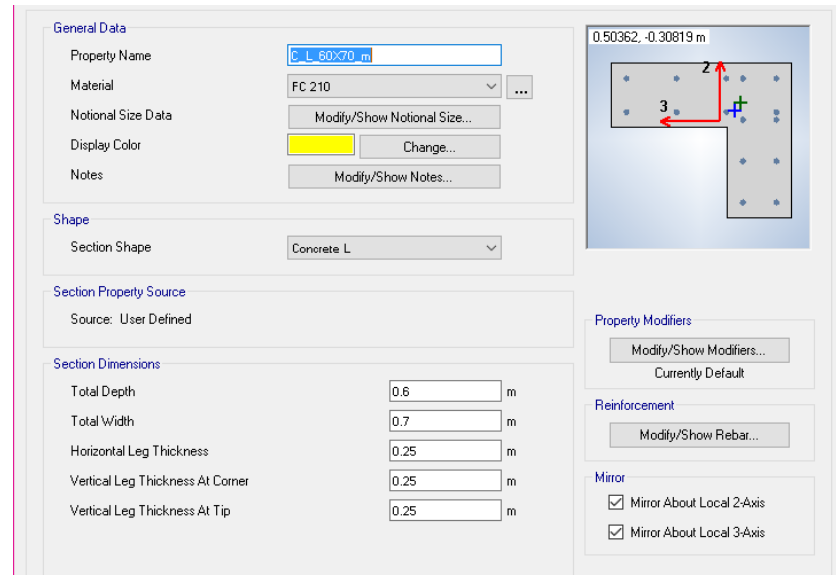 General Data
Property Name C_L_60X70_m
Material FC 210 ...
Notional Size Data Modify/Show Notional Size...
Display Color Change...
Notes Modify/Show Notes...
Shape
Section Shape Concrete L
Section Property Source
Source: User Defined
Section Dimensions
Total Depth 0.6 m
Total Width 0.7 m
Horizontal Leg Thickness 0.25 m
Vertical Leg Thickness At Corner 0.25 m
Vertical Leg Thickness At Tip 0.25 m
0.50362, -0.30819 m
2
3
Property Modifiers
Modify/Show Modifiers...
Currently Default
Reinforcement
Modify/Show Rebar...
Mirror
Mirror About Local 2-Axis
Mirror About Local 3-Axis